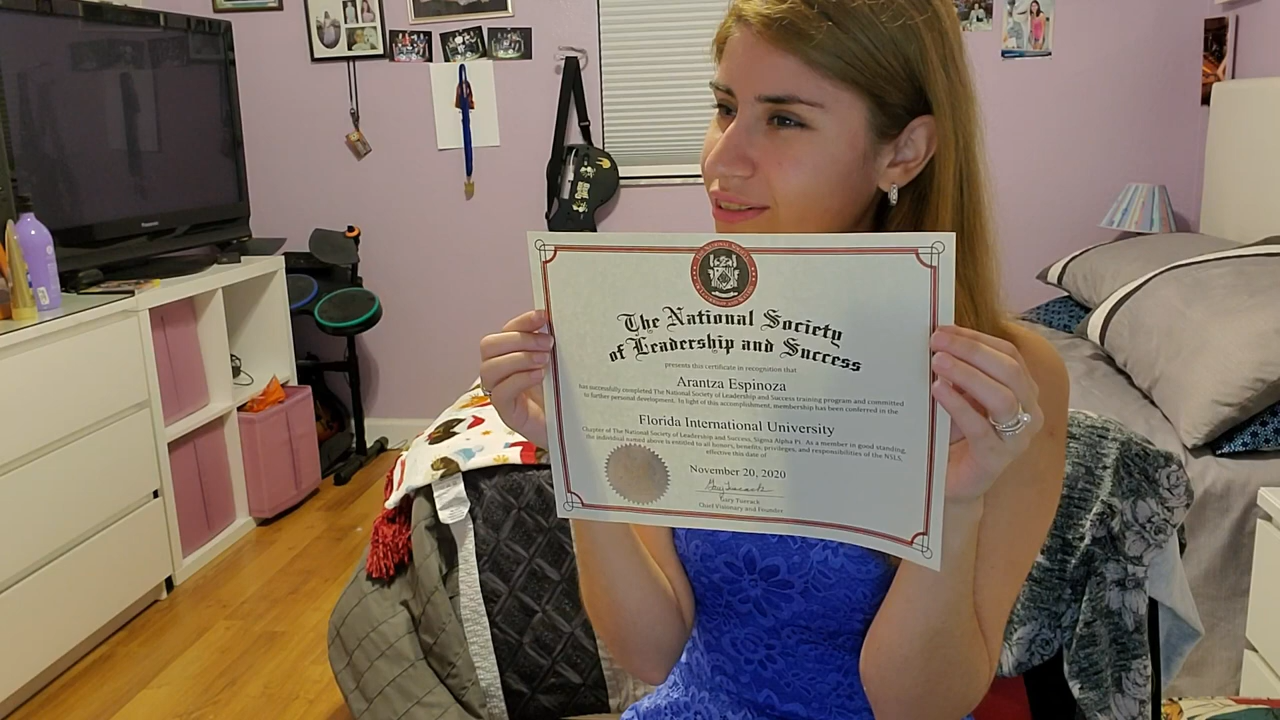 Panasonic
The National Society
of Leadership and Success
presents this certificate in recognition that
Arantza Espinoza
has successfully completed The National Society of Leadership and Success training program and committed
to further personal development. In light of this accomplishment, membership has been conferred in the
Florida International University
Chapter of The National Society of Leadership and Success, Sigma Alpha Pi. As a member in good standing,
the individual named above is entitled to all honors, benefits, privileges, and responsibilities of the NSLS,
effective this date of
November 20, 2020
Gary Tuerack
Chief Visionary and Founder